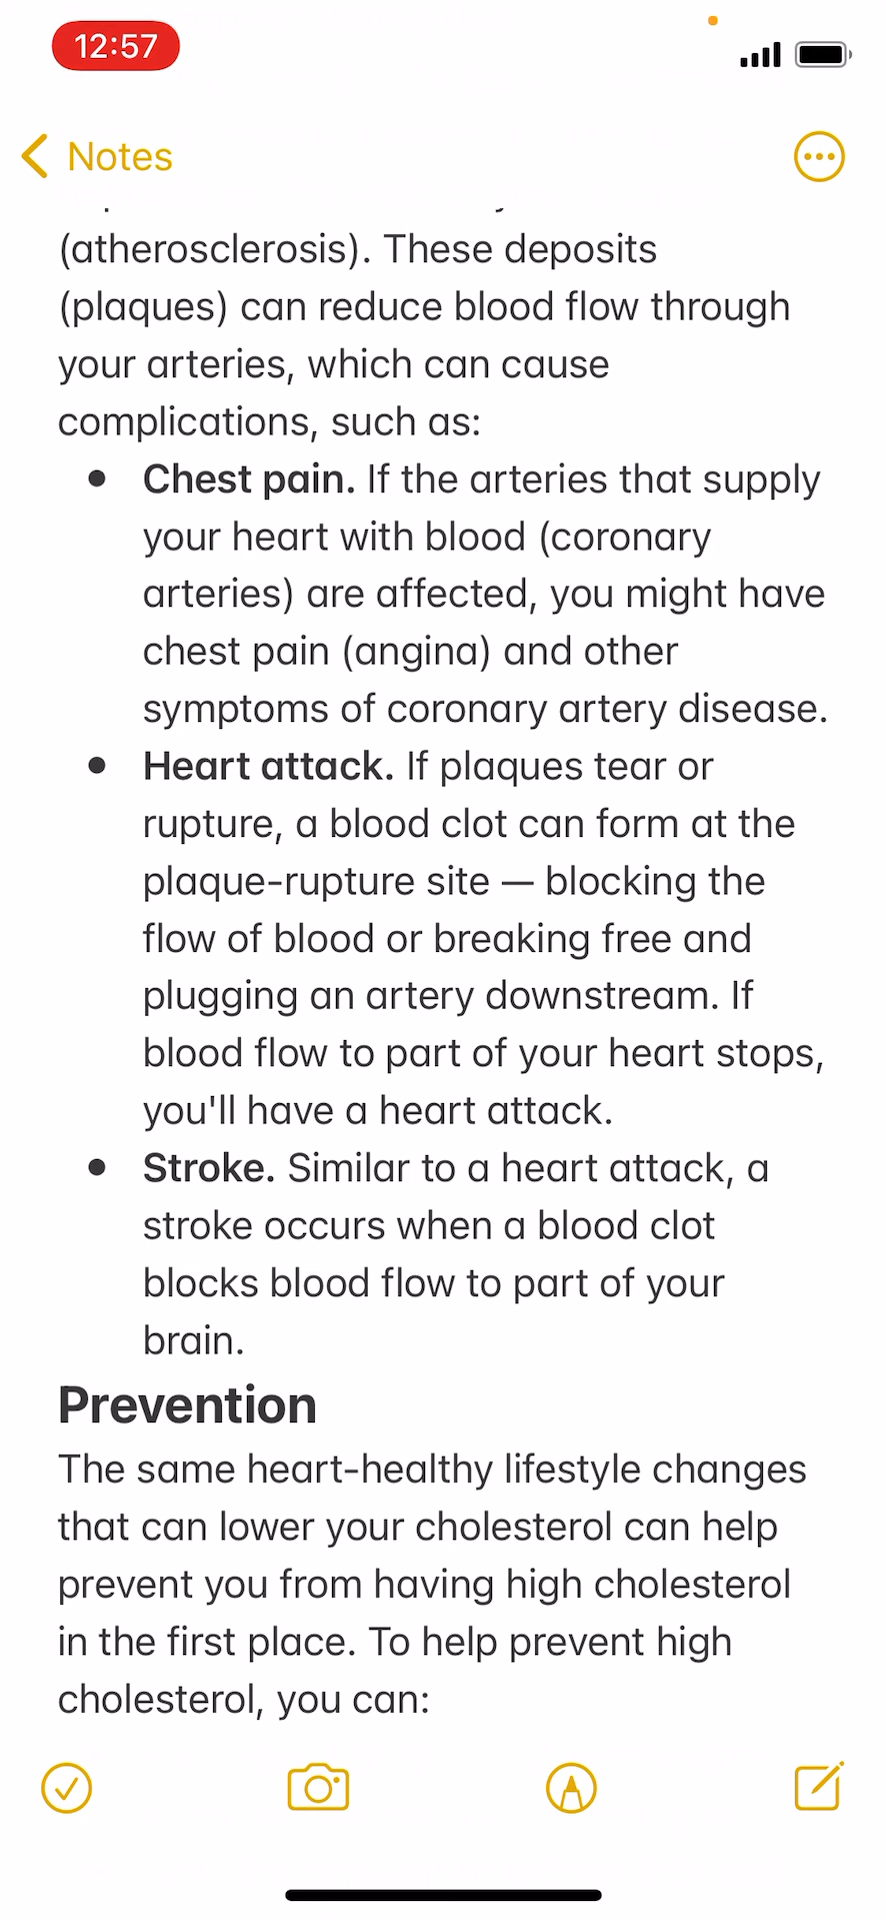 12:57
Notes
(atherosclerosis). These deposits
(plaques) can reduce blood flow through
your arteries, which can cause
complications, such as:
• Chest pain. If the arteries that supply
your heart with blood (coronary
arteries) are affected, you might have
chest pain (angina) and other
symptoms of coronary artery disease.
• Heart attack. If plaques tear or
rupture, a blood clot can form at the
plaque-rupture site — blocking the
flow of blood or breaking free and
plugging an artery downstream. If
blood flow to part of your heart stops,
you'll have a heart attack.
• Stroke. Similar to a heart attack, a
stroke occurs when a blood clot
blocks blood flow to part of your
brain.
Prevention
The same heart-healthy lifestyle changes
that can lower your cholesterol can help
prevent you from having high cholesterol
in the first place. To help prevent high
cholesterol, you can: